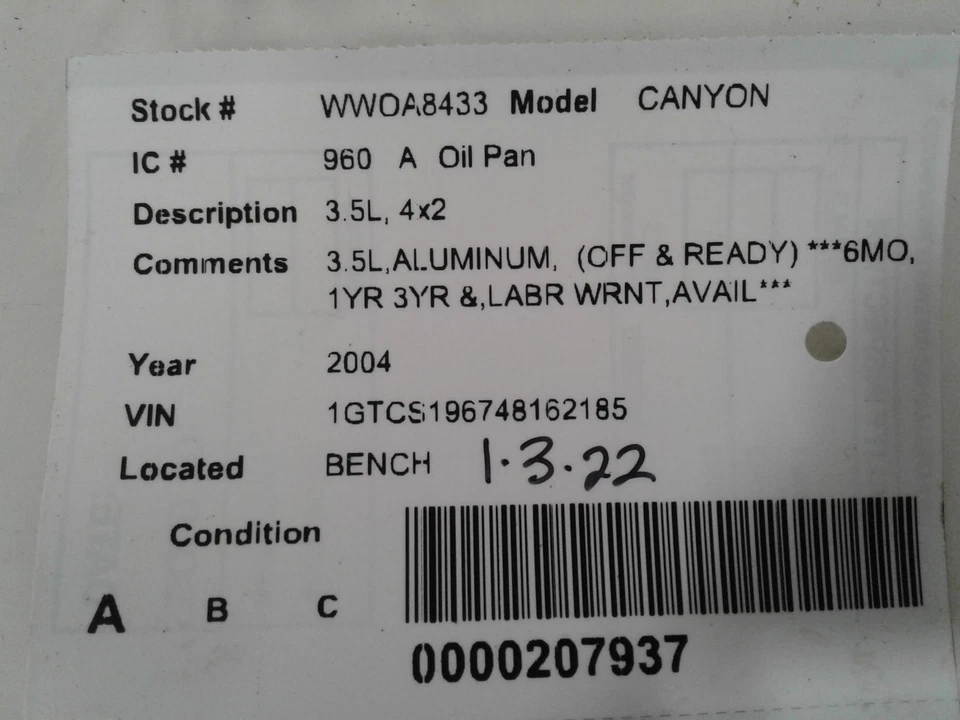 Stock # WWOA8433 Model CANYON
IC # 960 A Oil Pan
Description 3.5L, 4x2
Comments 3.5L,ALUMINUM, (OFF & READY) ***6MO,
1YR 3YR &,LABR WRNT,AVAIL***
Year 2004
VIN 1GTCS196748162185
Located BENCH 1.3.22
Condition
A B C
0000207937